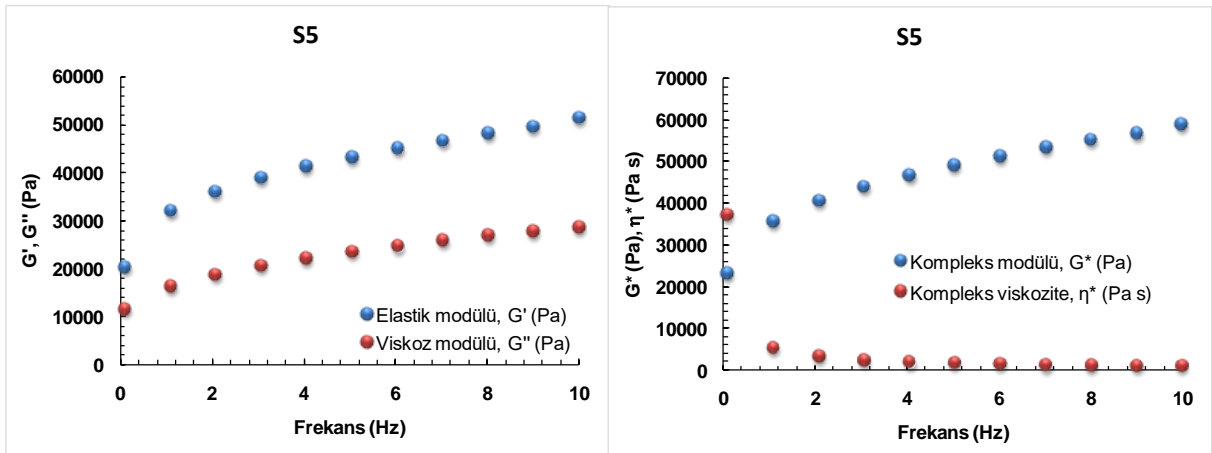 S5
60000
50000
40000
30000
20000
10000
0
G', G'' (Pa)
Elastik modülü, G' (Pa)
Viskoz modülü, G'' (Pa)
0 2 4 6 8 10
Frekans (Hz)
S5
70000
60000
50000
40000
30000
20000
10000
0
G* (Pa), η* (Pa s)
Kompleks modülü, G* (Pa)
Kompleks viskozite, η* (Pa s)
0 2 4 6 8 10
Frekans (Hz)